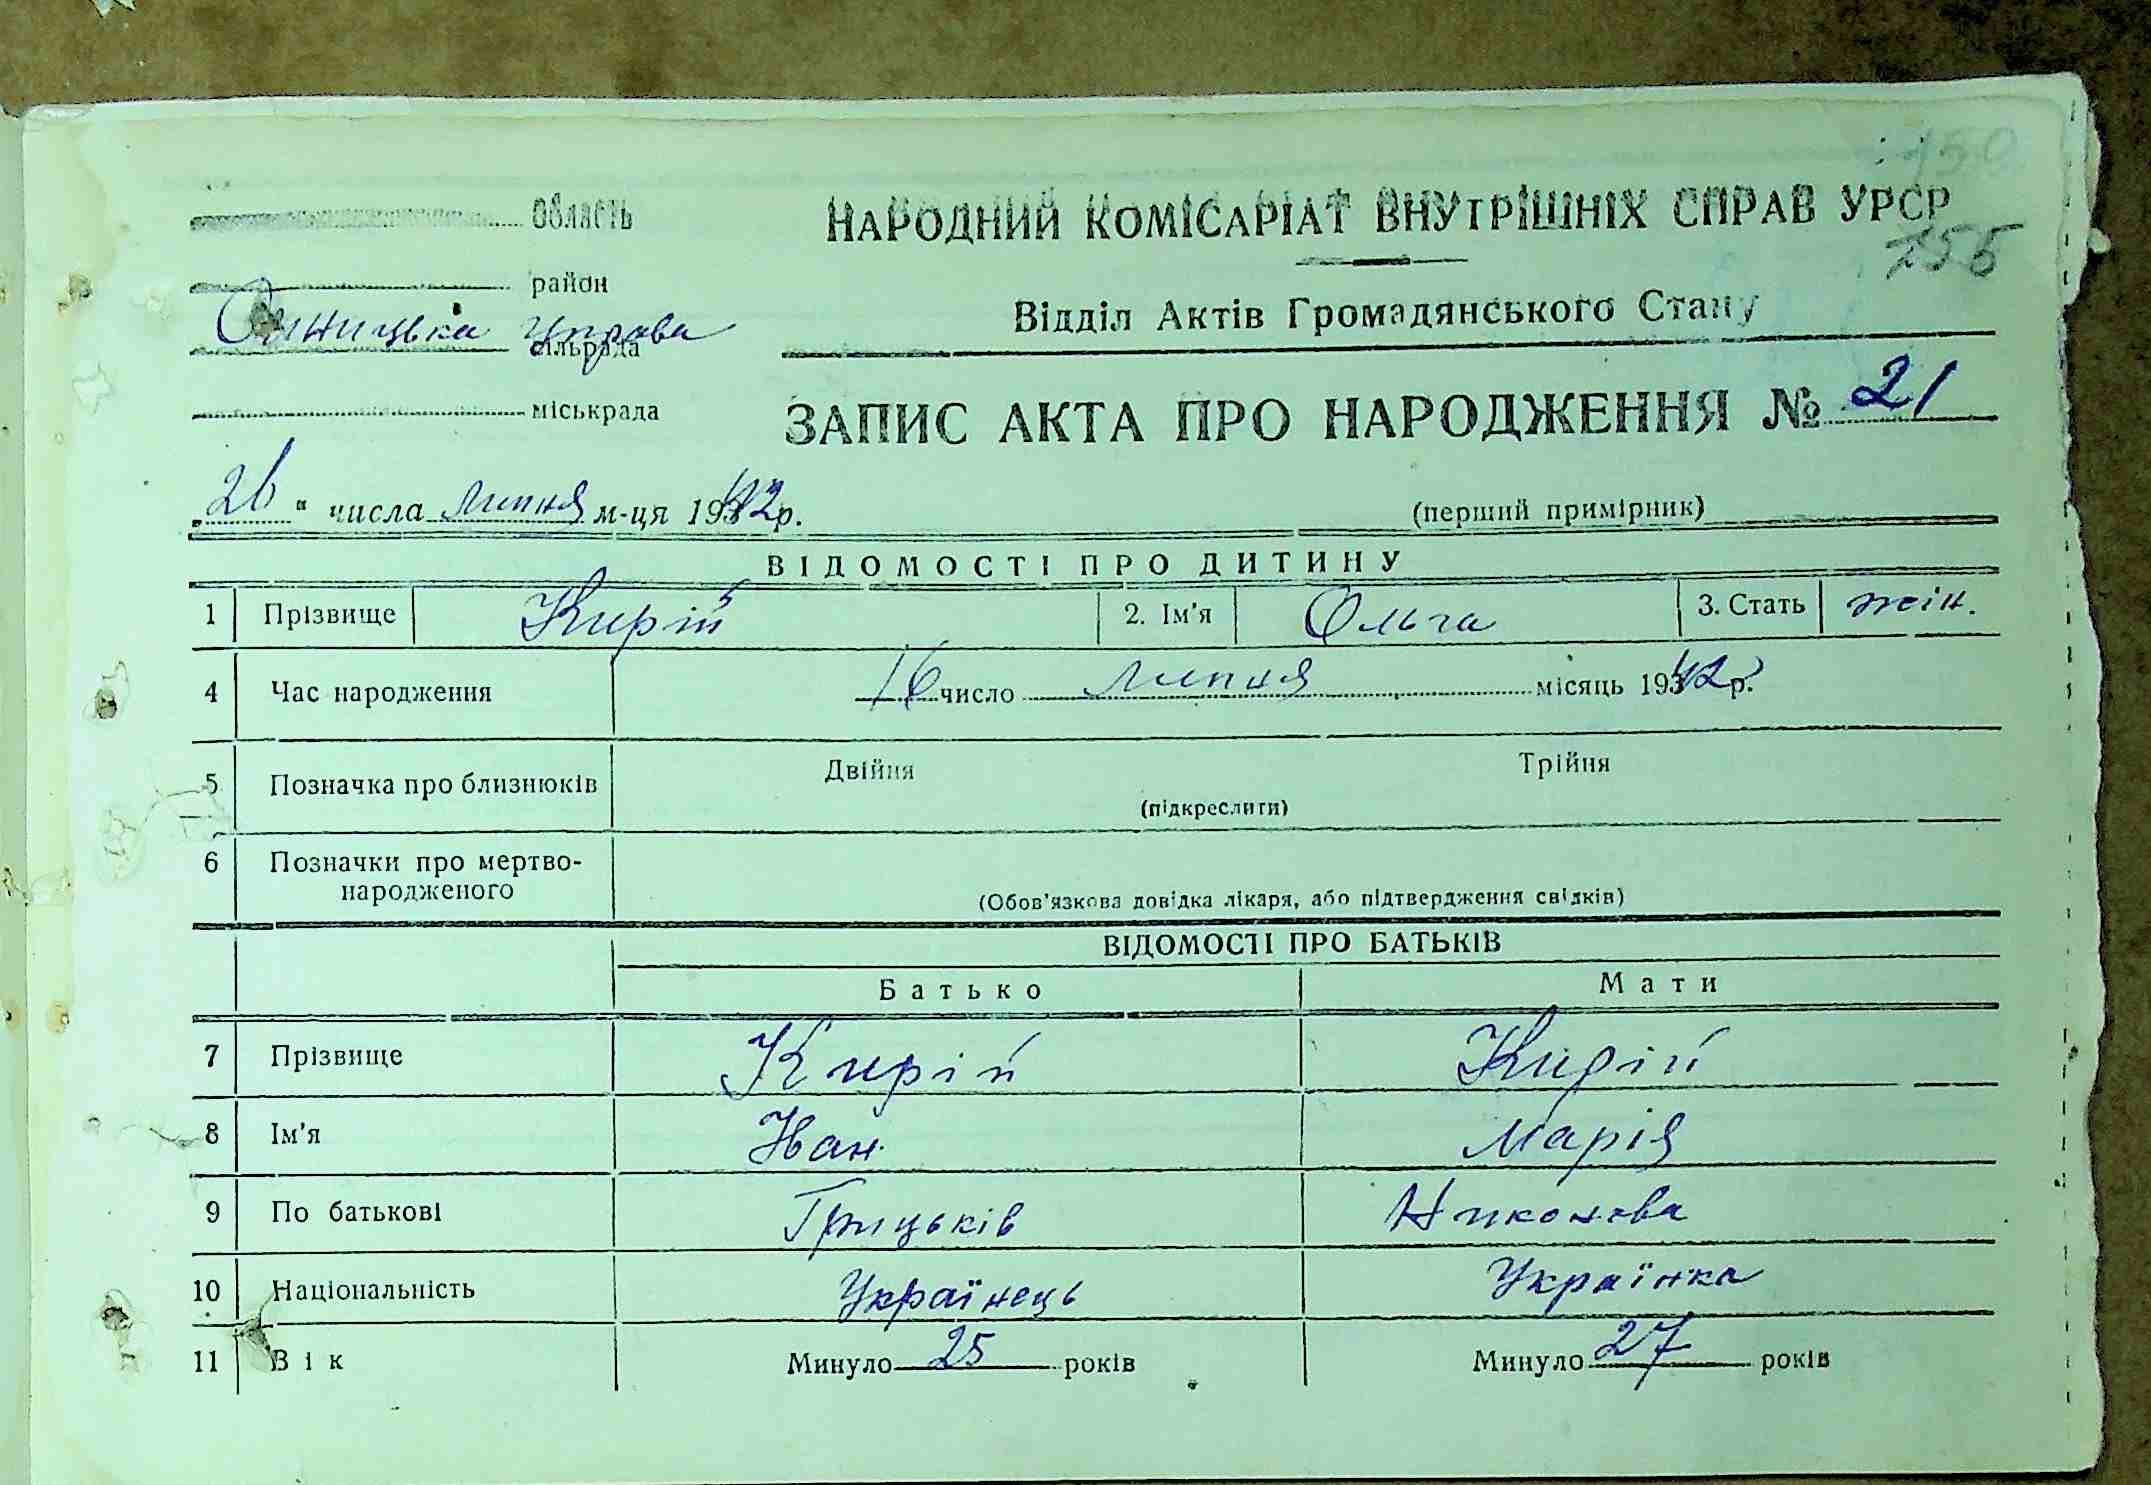 область
НАРОДНИЙ КОМІСАРІАТ ВНУТРІШНІХ СПРАВ УРСР
155
район
Відділ Актів Громадянського Стану
Управа
сільрада
міськрада
ЗАПИС АКТА ПРО НАРОДЖЕННЯ № 21
„26“ числа липня м-ця 1942 р.
(перший примірник)
ВІДОМОСТІ ПРО ДИТИНУ
1 Прізвище Кирій 2. Ім'я Ольга 3. Стать жін.
4 Час народження 16 число липня місяць 1942 р.
5 Позначка про близнюків Двійня Трійня
(підкреслити)
6 Позначки про мертво-
народженого
(Обов'язкова довідка лікаря, або підтвердження свідків)
ВІДОМОСТІ ПРО БАТЬКІВ
Батько Мати
7 Прізвище Кирій Кирій
8 Ім'я Іван Марія
9 По батькові Грицьків Никонова
10 Національність Українець Українка
11 Вік Минуло 25 років Минуло 27 років